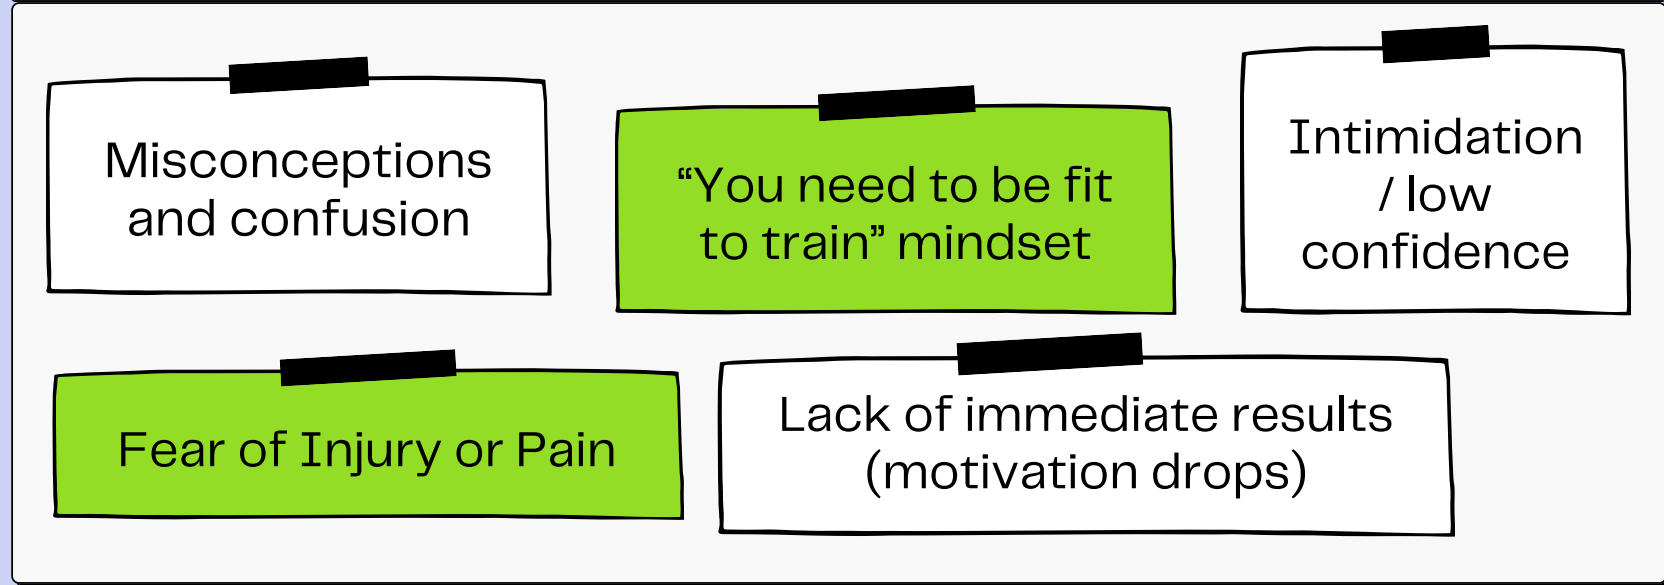 Misconceptions
and confusion
“You need to be fit
to train” mindset
Intimidation
/ low
confidence
Fear of Injury or Pain
Lack of immediate results
(motivation drops)